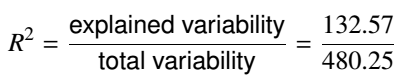 R² = explained variability / total variability = 132.57 / 480.25